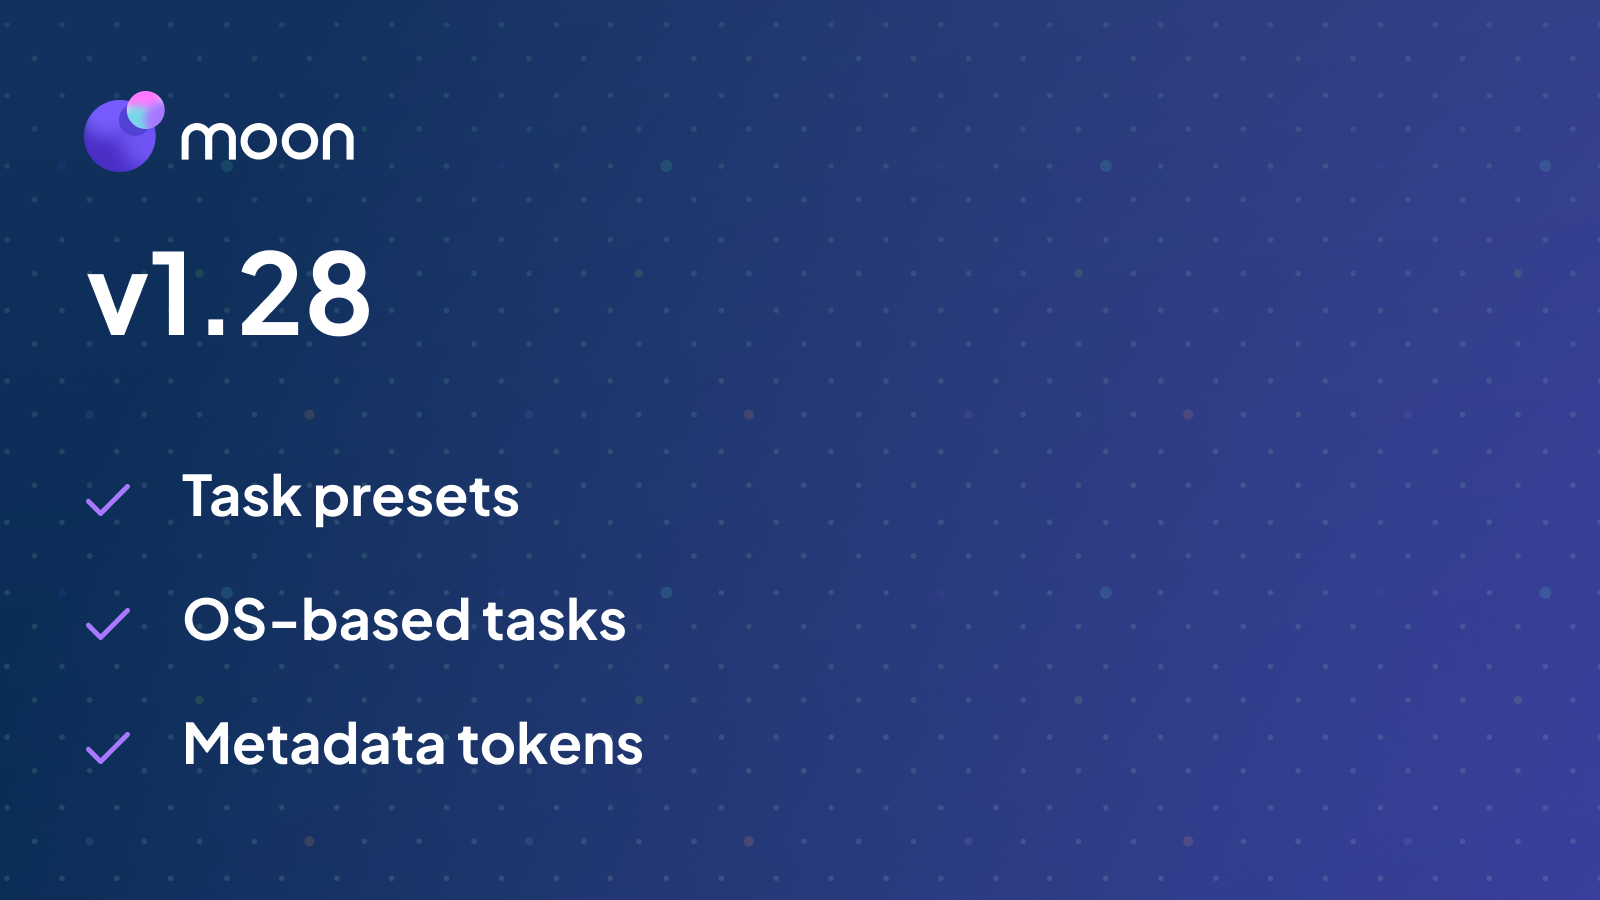 moon
v1.28
Task presets
OS-based tasks
Metadata tokens